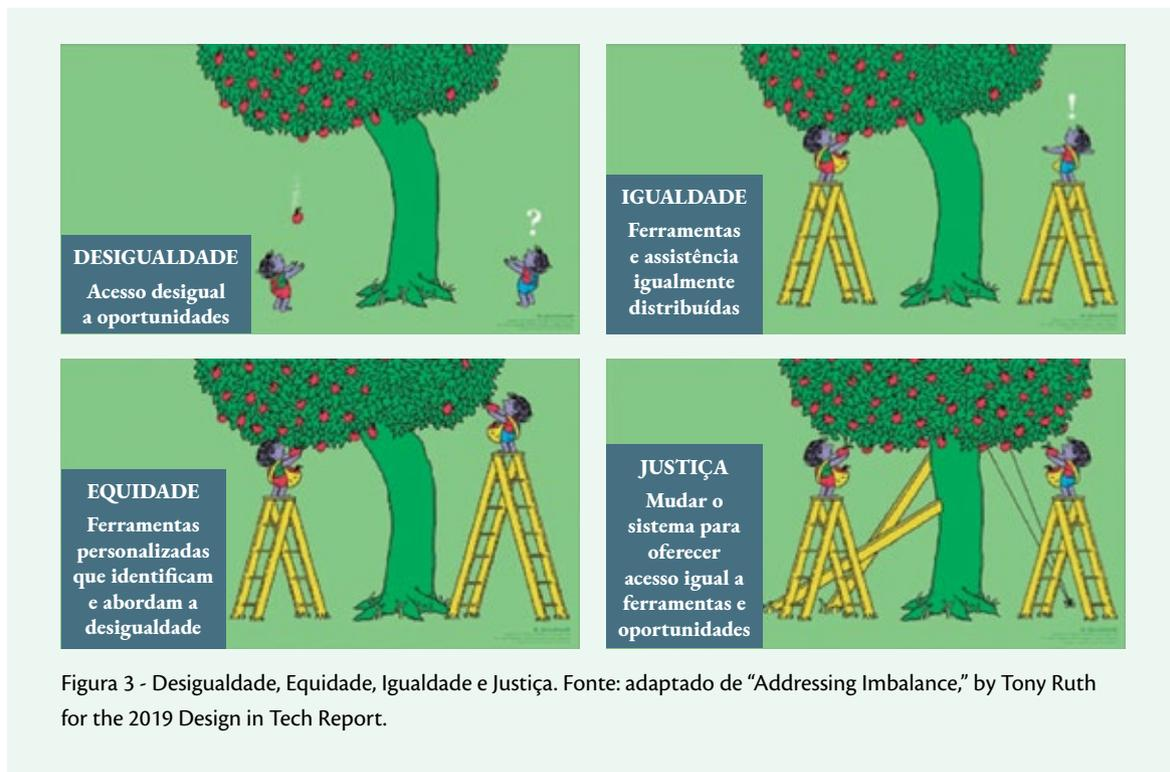 DESIGUALDADE
Acesso desigual
a oportunidades
?
IGUALDADE
Ferramentas
e assistência
igualmente
distribuídas
!
EQUIDADE
Ferramentas
personalizadas
que identificam
e abordam a
desigualdade
JUSTIÇA
Mudar o
sistema para
oferecer
acesso igual a
ferramentas e
oportunidades
Figura 3 - Desigualdade, Equidade, Igualdade e Justiça. Fonte: adaptado de “Addressing Imbalance,” by Tony Ruth
for the 2019 Design in Tech Report.